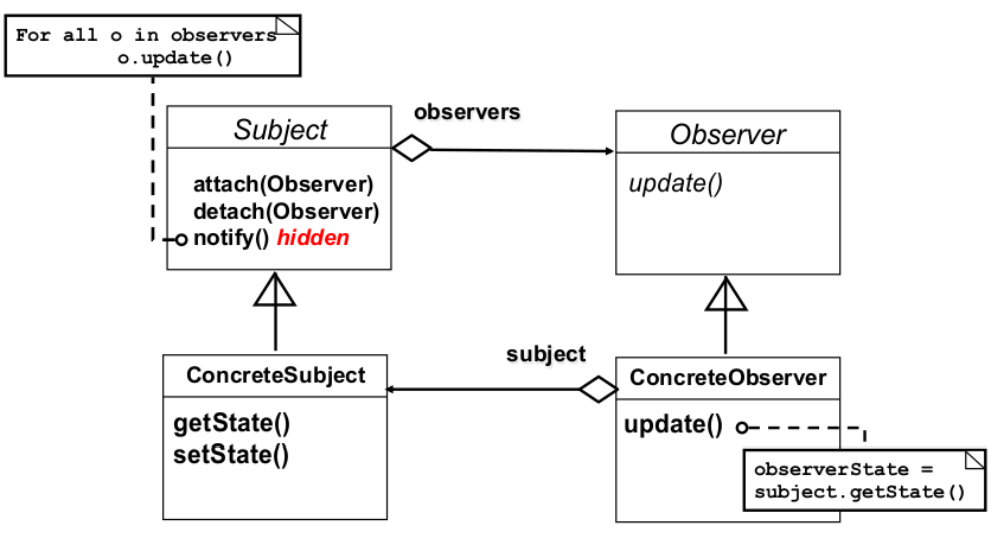 For all o in observers
o.update()
observers
Subject
Observer
attach(Observer)
detach(Observer)
notify() hidden
update()
subject
ConcreteSubject
ConcreteObserver
getState()
setState()
update()
observerState =
subject.getState()